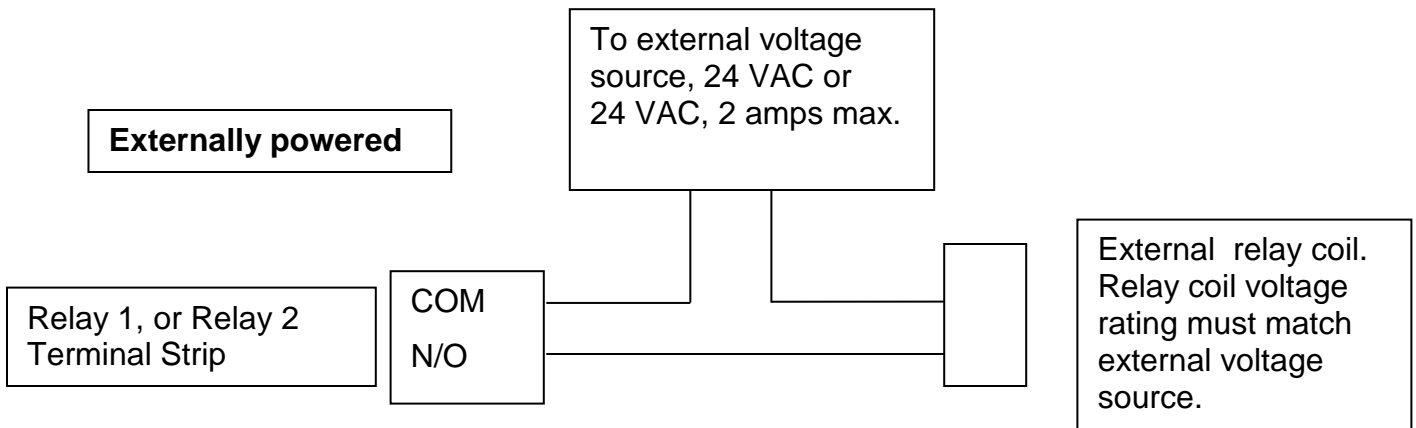 To external voltage
source, 24 VAC or
24 VAC, 2 amps max.
Externally powered
Relay 1, or Relay 2
Terminal Strip
COM
N/O
External relay coil.
Relay coil voltage
rating must match
external voltage
source.